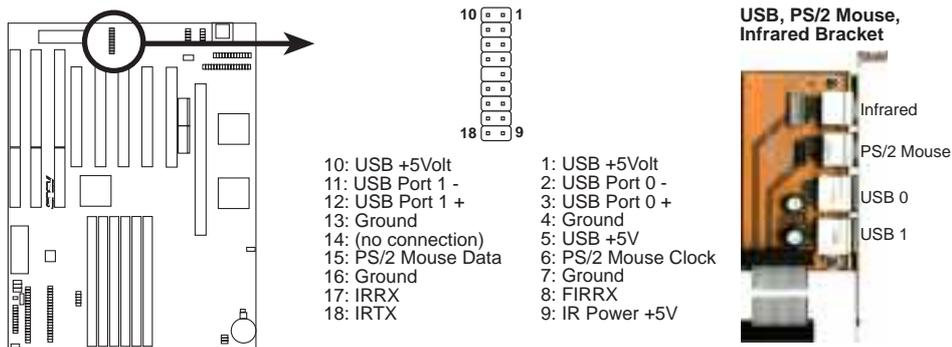 10 1
18 9
10: USB +5Volt
11: USB Port 1 -
12: USB Port 1 +
13: Ground
14: (no connection)
15: PS/2 Mouse Data
16: Ground
17: IRRX
18: IRTX
1: USB +5Volt
2: USB Port 0 -
3: USB Port 0 +
4: Ground
5: USB +5V
6: PS/2 Mouse Clock
7: Ground
8: FIRRX
9: IR Power +5V
USB, PS/2 Mouse,
Infrared Bracket
Infrared
PS/2 Mouse
USB 0
USB 1